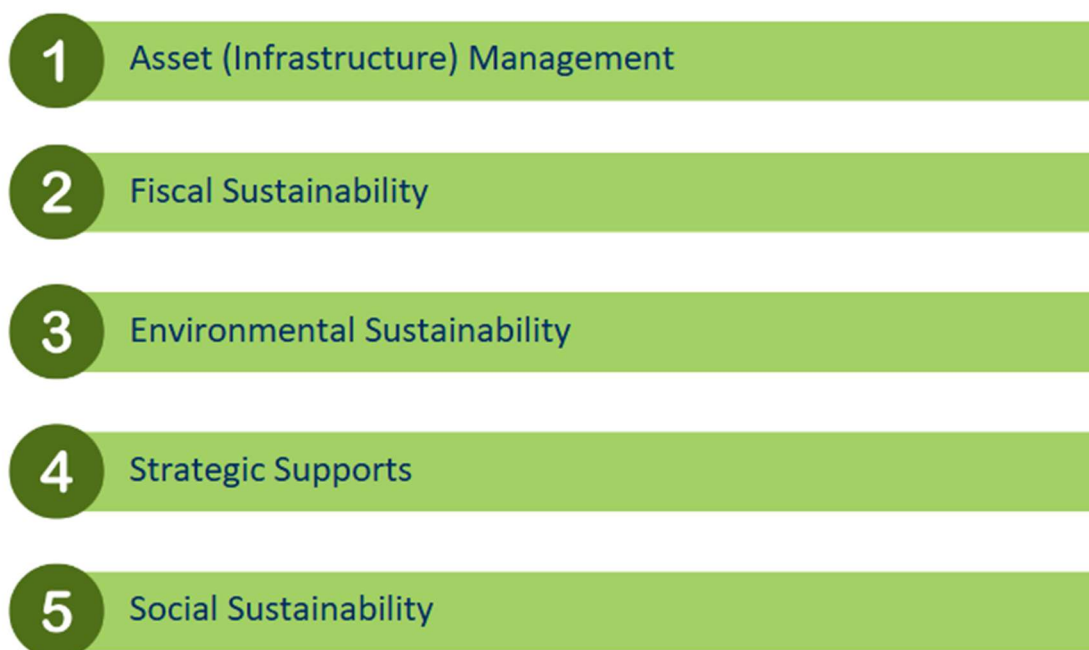 1 Asset (Infrastructure) Management
2 Fiscal Sustainability
3 Environmental Sustainability
4 Strategic Supports
5 Social Sustainability